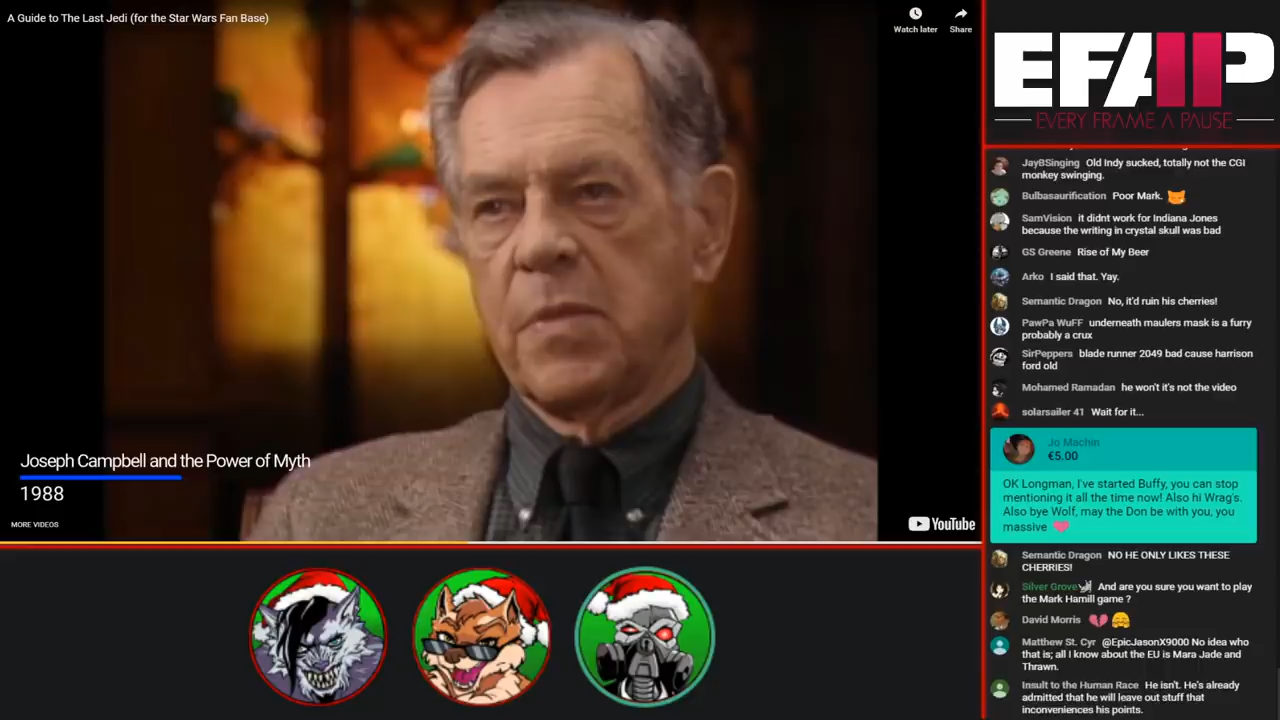 A Guide to The Last Jedi (for the Star Wars Fan Base)
Watch later
Share
Joseph Campbell and the Power of Myth
1988
MORE VIDEOS
YouTube
EFAP
EVERY FRAME A PAUSE
JayBSinging Old Indy sucked, totally not the CGI
monkey swinging.
Bulbasaurification Poor Mark.
SamVision it didnt work for Indiana Jones
because the writing in crystal skull was bad
GS Greene Rise of My Beer
Arko I said that. Yay.
Semantic Dragon No, it'd ruin his cherries!
PawPa WuFF underneath maulers mask is a furry
probably a crux
SirPeppers blade runner 2049 bad cause harrison
ford old
Mohamed Ramadan he won't it's not the video
solarsailer 41 Wait for it...
Jo Machin
€5.00
OK Longman, I've started Buffy, you can stop
mentioning it all the time now! Also hi Wrag's.
Also bye Wolf, may the Don be with you, you
massive
Semantic Dragon NO HE ONLY LIKES THESE
CHERRIES!
Silver Grove And are you sure you want to play
the Mark Hamill game ?
David Morris
Matthew St. Cyr @EpicJasonX9000 No idea who
that is; all I know about the EU is Mara Jade and
Thrawn.
Insult to the Human Race He isn't. He's already
admitted that he will leave out stuff that
inconveniences his points.